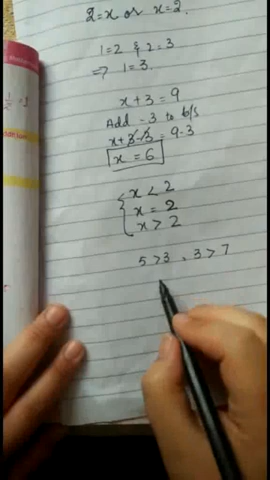 2=x or x=2.
1=2 & 2=3
⇒ 1=3.
x+3=9
Add -3 to b/s
x+3-3=9-3
x=6
x<2
x=2
x>2
5>3, 3>7